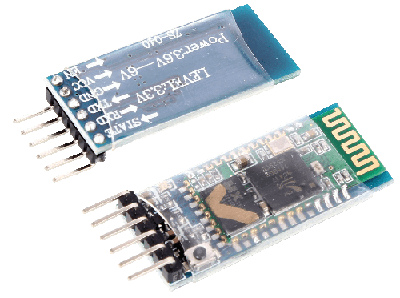 ZS-040
Power:3.6V---6V
LEVEL:3.3V
EN
VCC
GND
TXD
RXD
STATE